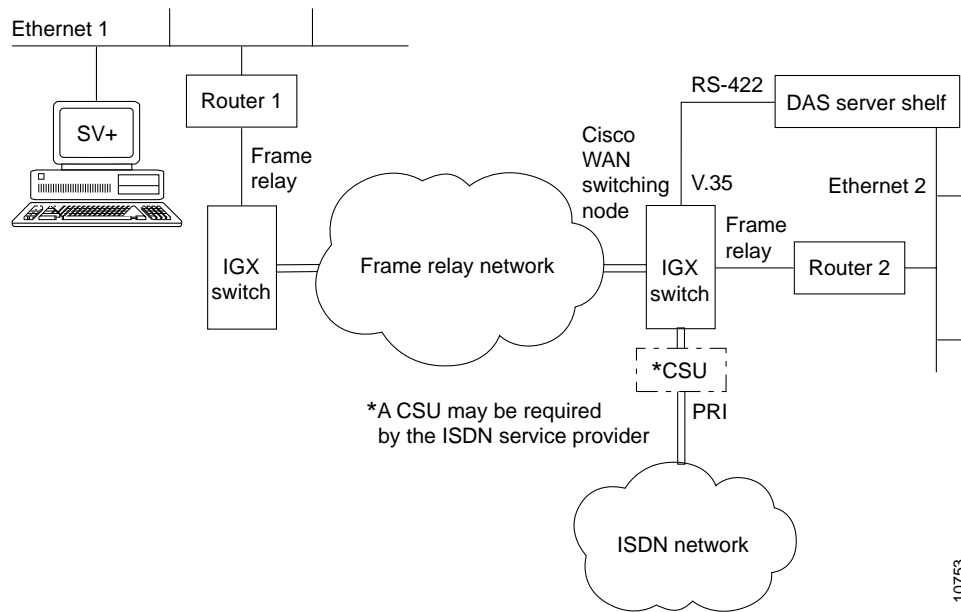 Ethernet 1
SV+
Router 1
Frame
relay
IGX
switch
Frame relay network
Cisco
WAN
switching
node
RS-422
V.35
DAS server shelf
Ethernet 2
Frame
relay
IGX
switch
Router 2
*CSU
PRI
*A CSU may be required
by the ISDN service provider
ISDN network
10753